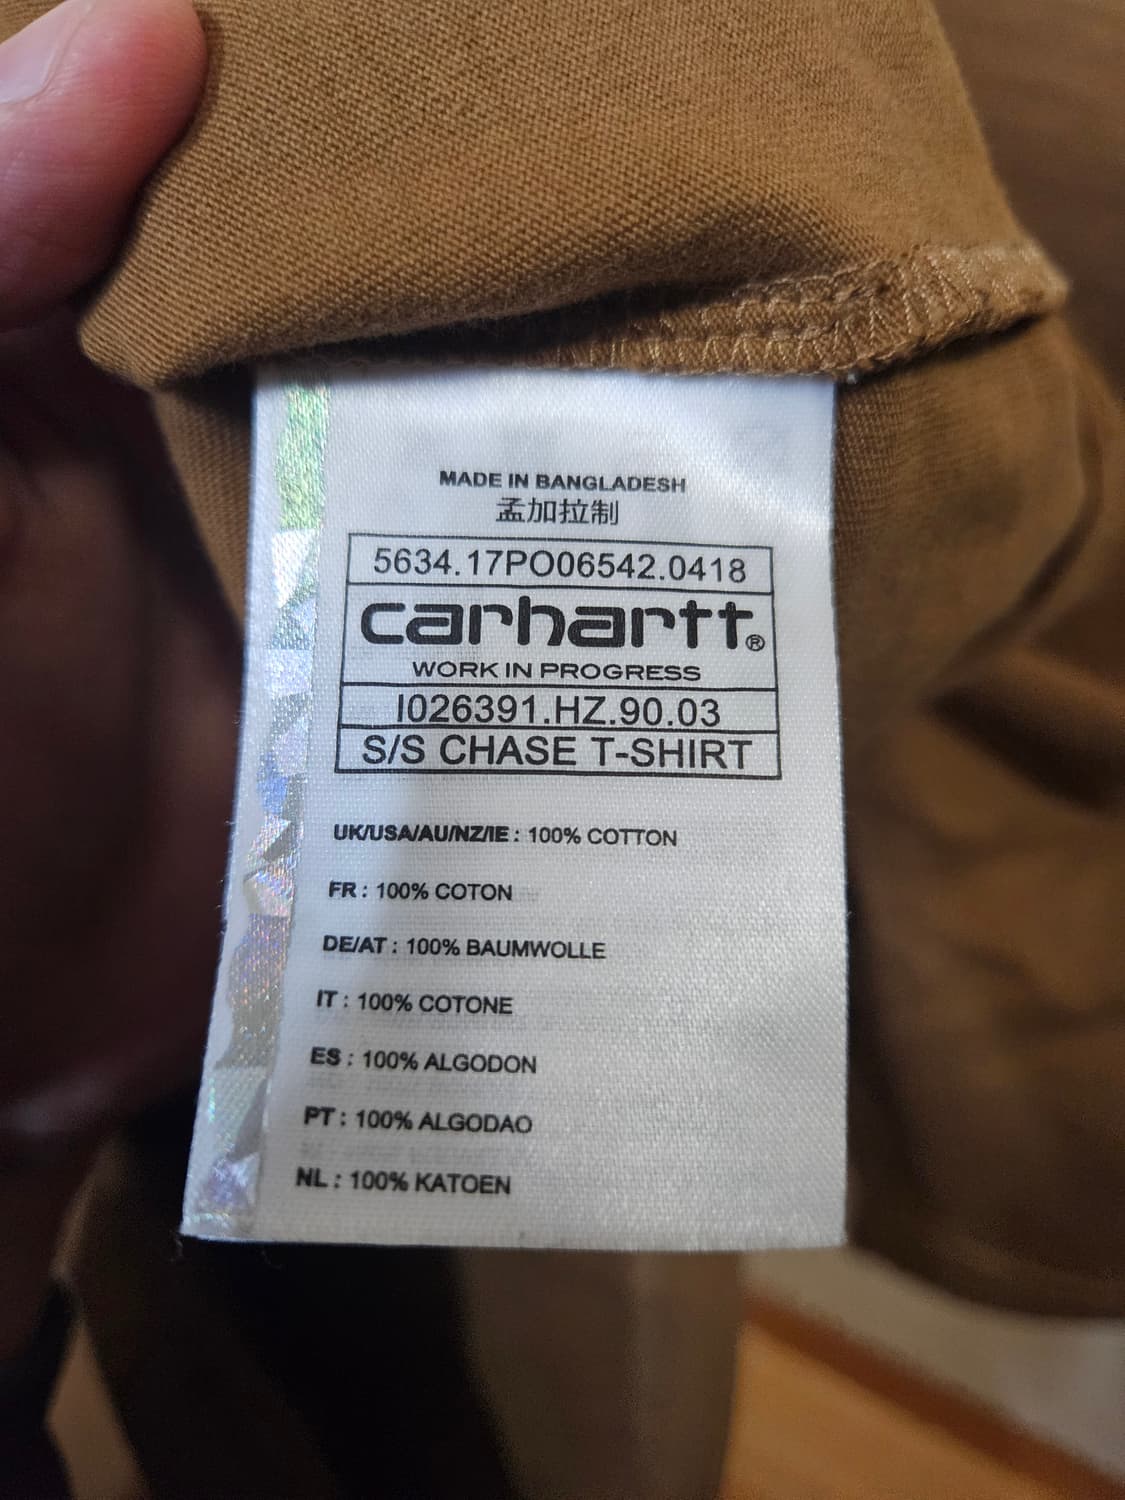 MADE IN BANGLADESH
孟加拉制
5634.17PO06542.0418
carhartt®
WORK IN PROGRESS
I026391.HZ.90.03
S/S CHASE T-SHIRT
UK/USA/AU/NZ/IE : 100% COTTON
FR : 100% COTON
DE/AT : 100% BAUMWOLLE
IT : 100% COTONE
ES : 100% ALGODON
PT : 100% ALGODAO
NL : 100% KATOEN